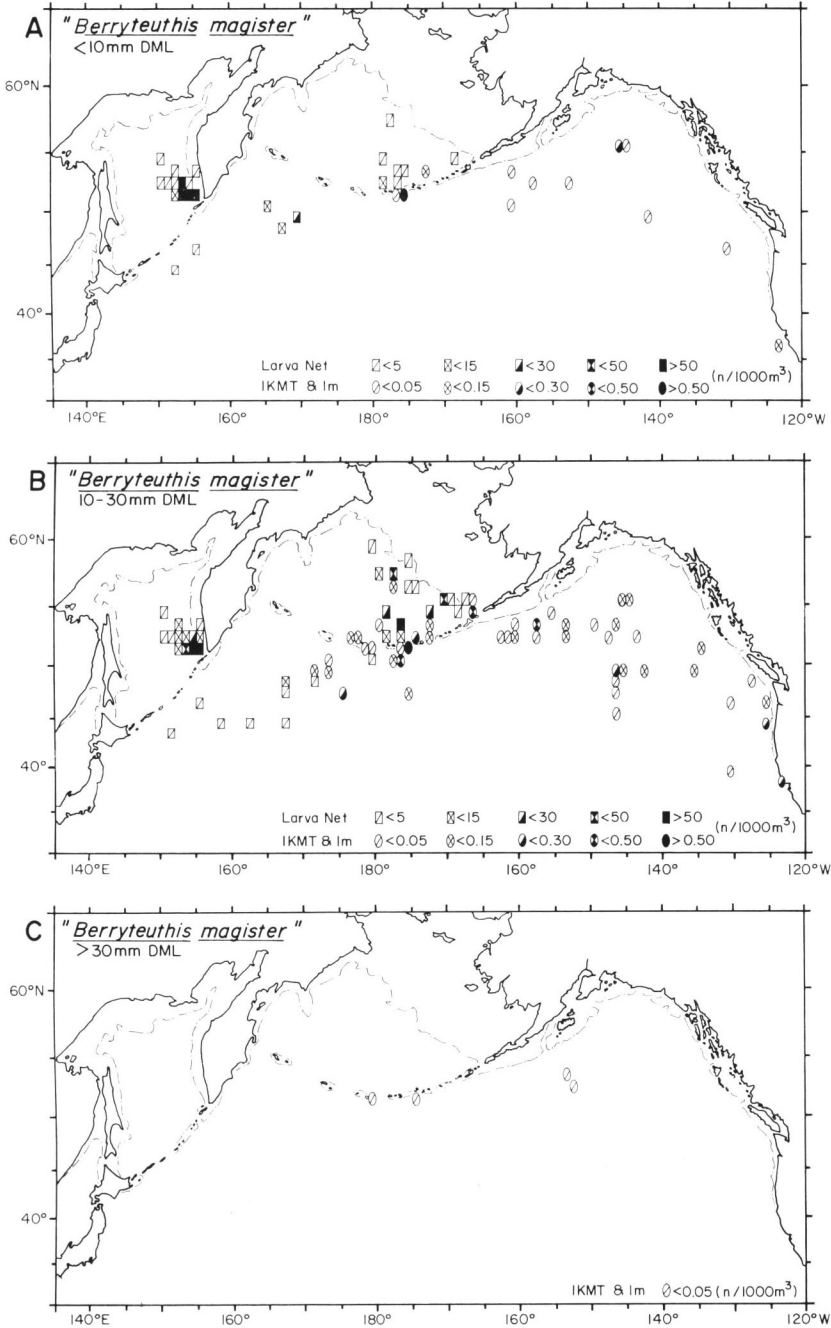 A "Berryteuthis magister"
<10mm DML
60°N
40°
Larva Net <5 <15 <30 <50 >50
(n/1000m³)
IKMT & 1m <0.05 <0.15 <0.30 <0.50 >0.50
140°E 160° 180° 160° 140° 120°W
B "Berryteuthis magister"
10-30mm DML
60°N
40°
Larva Net <5 <15 <30 <50 >50
(n/1000m³)
IKMT & 1m <0.05 <0.15 <0.30 <0.50 >0.50
140°E 160° 180° 160° 140° 120°W
C "Berryteuthis magister"
>30mm DML
60°N
40°
IKMT & 1m <0.05 (n/1000m³)
140°E 160° 180° 160° 140° 120°W